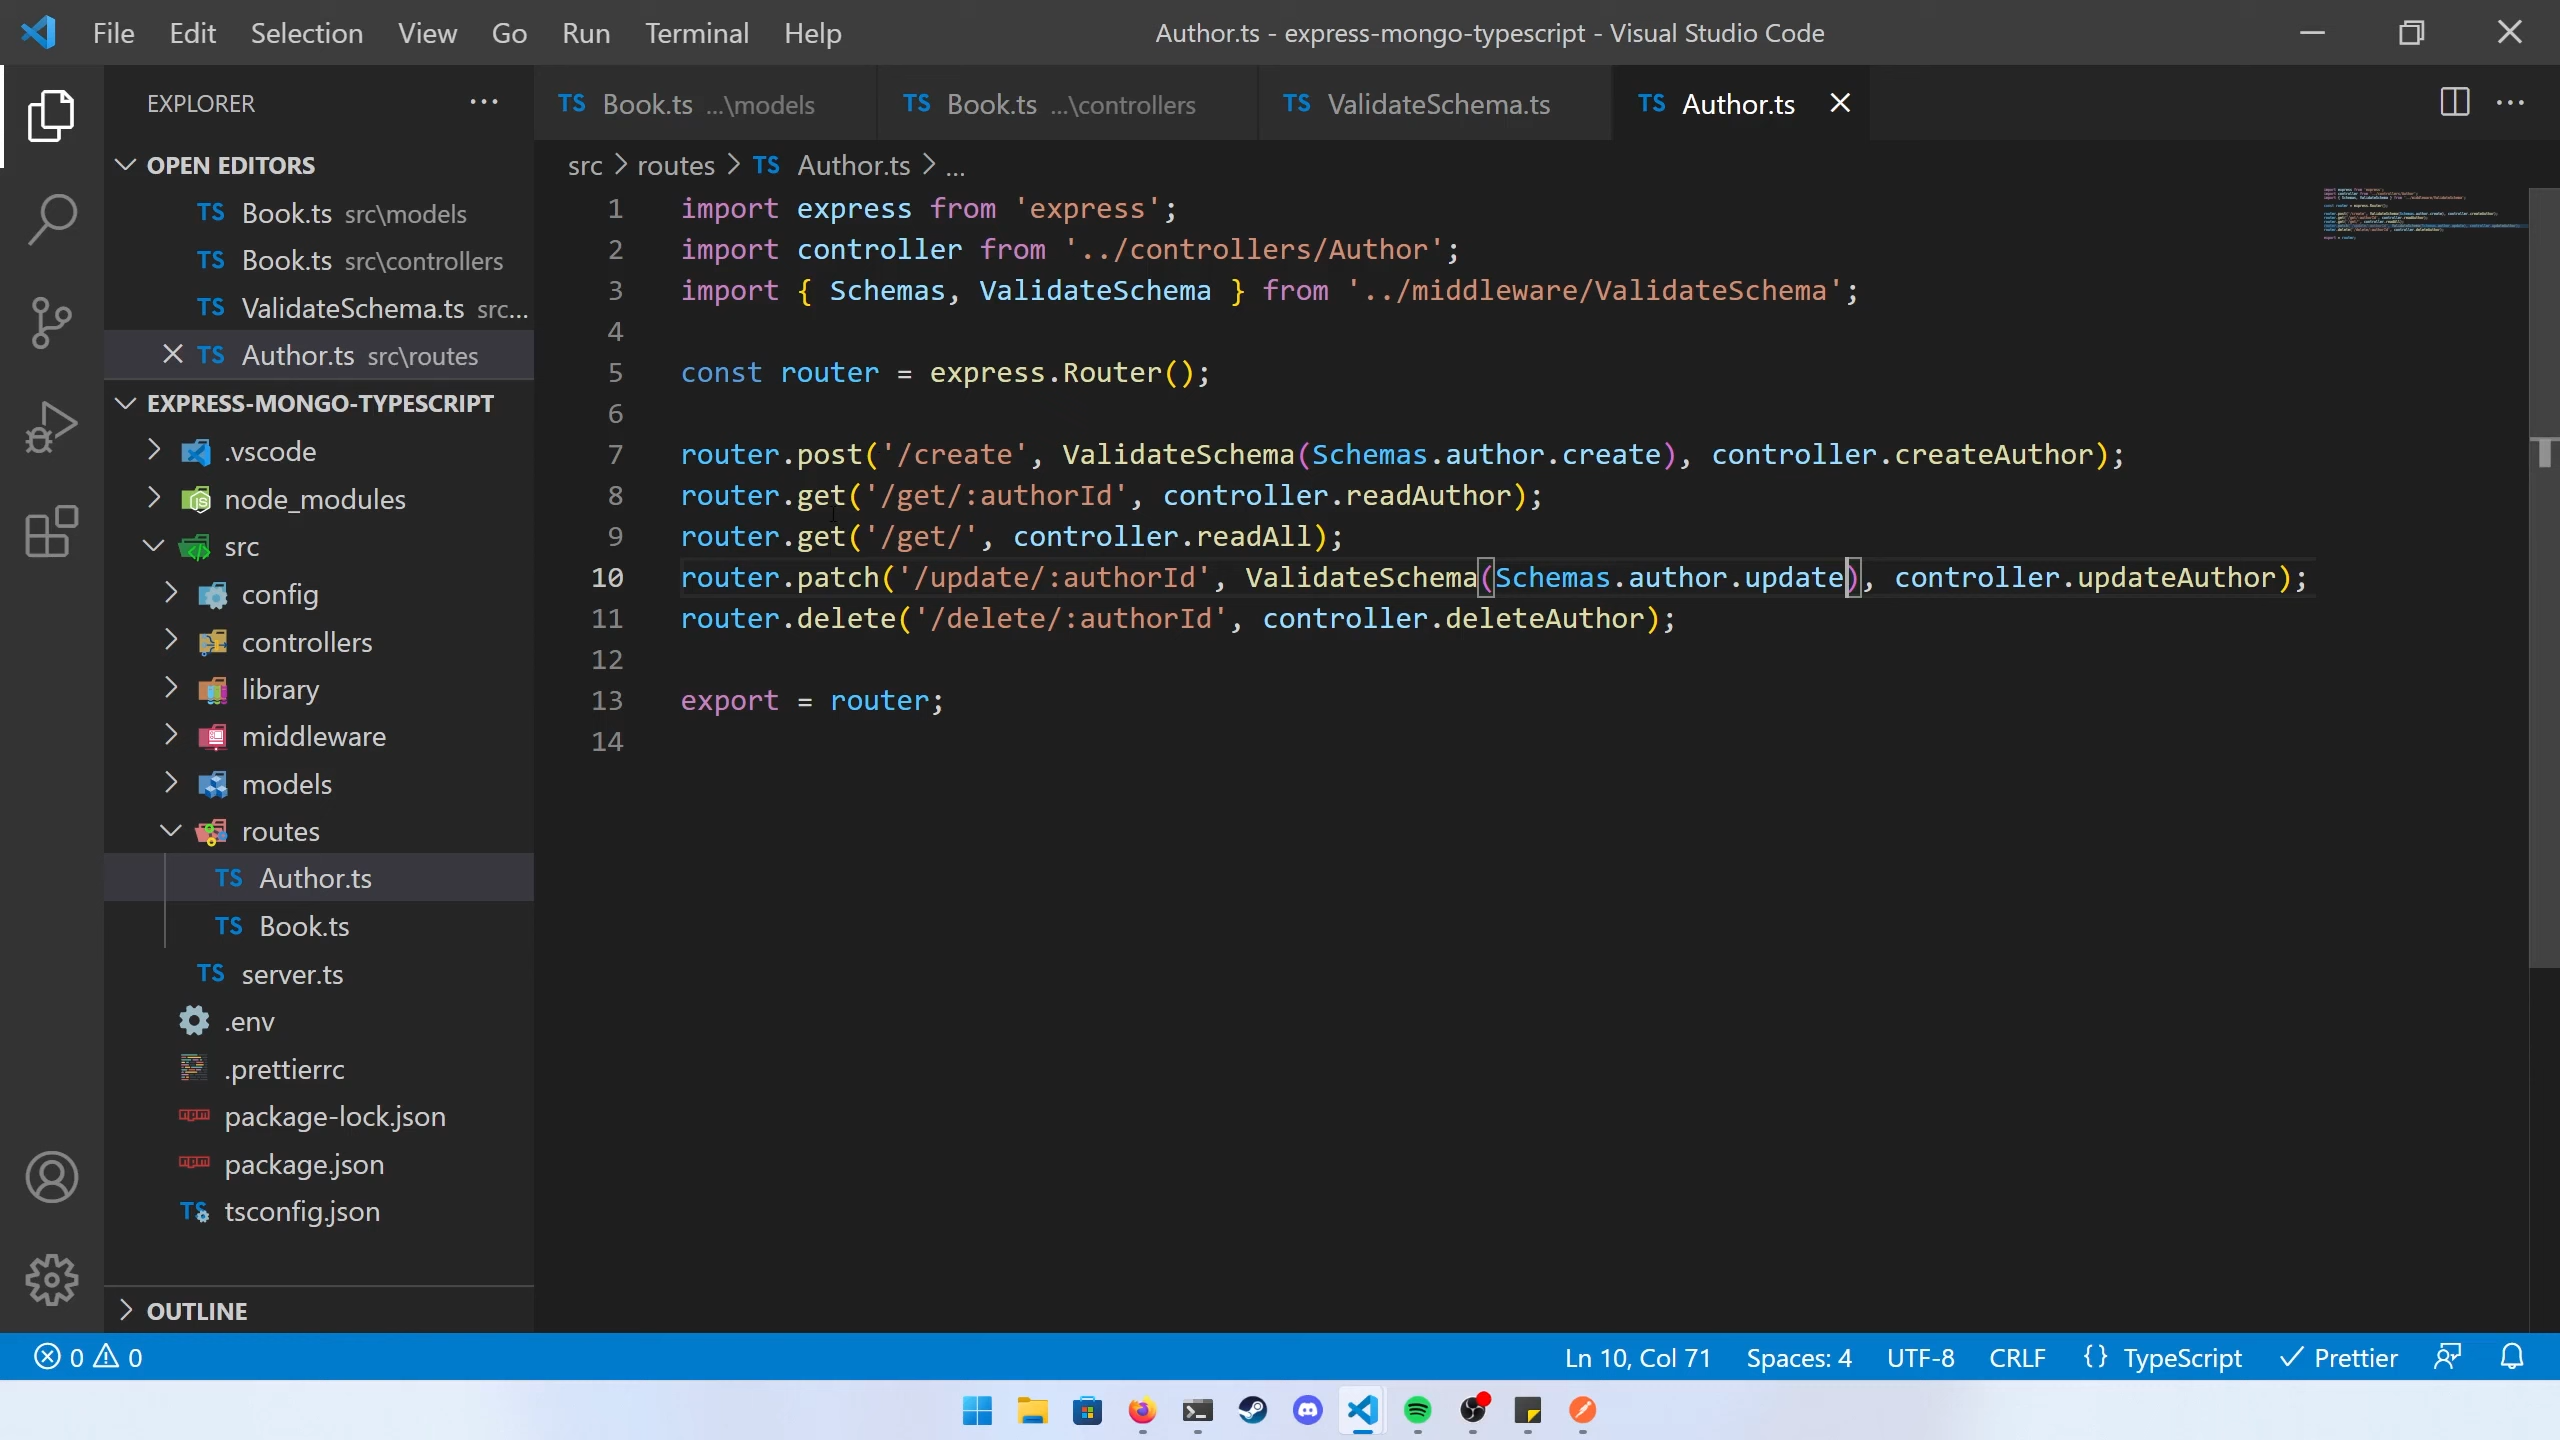 File Edit Selection View Go Run Terminal Help
Author.ts - express-mongo-typescript - Visual Studio Code
EXPLORER
OPEN EDITORS
TS Book.ts src\models
TS Book.ts src\controllers
TS ValidateSchema.ts src...
TS Author.ts src\routes
EXPRESS-MONGO-TYPESCRIPT
.vscode
node_modules
src
config
controllers
library
middleware
models
routes
TS Author.ts
TS Book.ts
TS server.ts
.env
.prettierrc
package-lock.json
package.json
TS tsconfig.json
OUTLINE
TS Book.ts ...\models
TS Book.ts ...\controllers
TS ValidateSchema.ts
TS Author.ts
src > routes > TS Author.ts > ...
1 import express from 'express';
2 import controller from '../controllers/Author';
3 import { Schemas, ValidateSchema } from '../middleware/ValidateSchema';
4
5 const router = express.Router();
6
7 router.post('/create', ValidateSchema(Schemas.author.create), controller.createAuthor);
8 router.get('/get/:authorId', controller.readAuthor);
9 router.get('/get/', controller.readAll);
10 router.patch('/update/:authorId', ValidateSchema(Schemas.author.update), controller.updateAuthor);
11 router.delete('/delete/:authorId', controller.deleteAuthor);
12
13 export = router;
14
0 0
Ln 10, Col 71 Spaces: 4 UTF-8 CRLF {} TypeScript Prettier